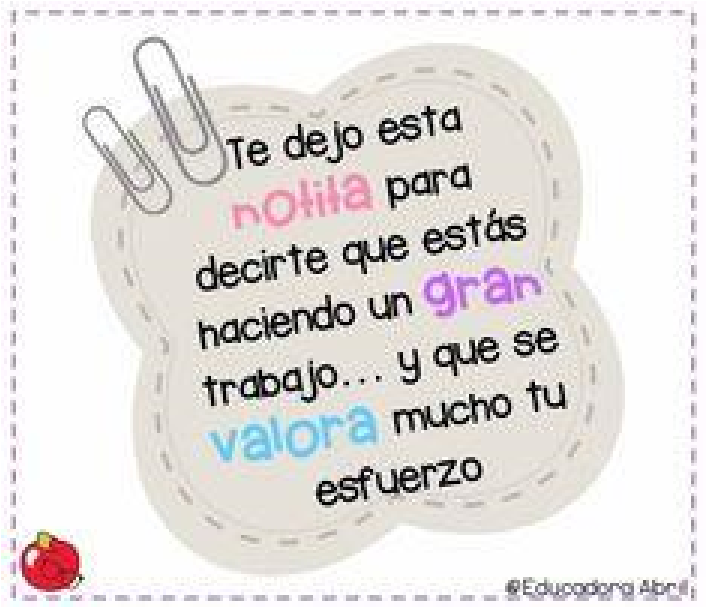 Te dejo esta
notita para
decirte que estás
haciendo un gran
trabajo... y que se
valora mucho tu
esfuerzo
@Educadora Abril